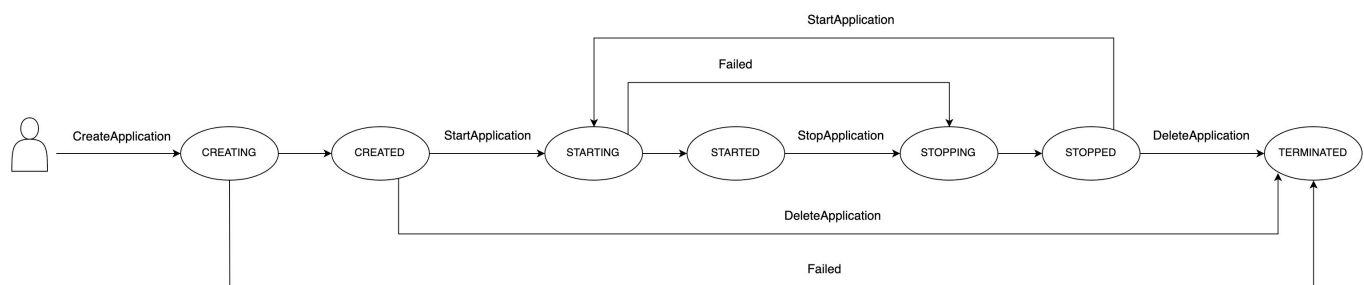 StartApplication
Failed
CreateApplication
CREATING
CREATED
StartApplication
STARTING
STARTED
StopApplication
STOPPING
STOPPED
DeleteApplication
TERMINATED
DeleteApplication
Failed